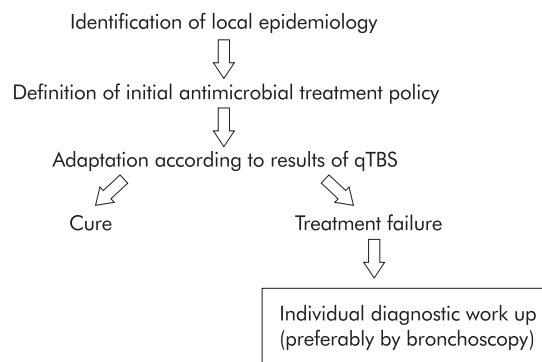 Identification of local epidemiology
Definition of initial antimicrobial treatment policy
Adaptation according to results of qTBS
Cure
Treatment failure
Individual diagnostic work up
(preferably by bronchoscopy)